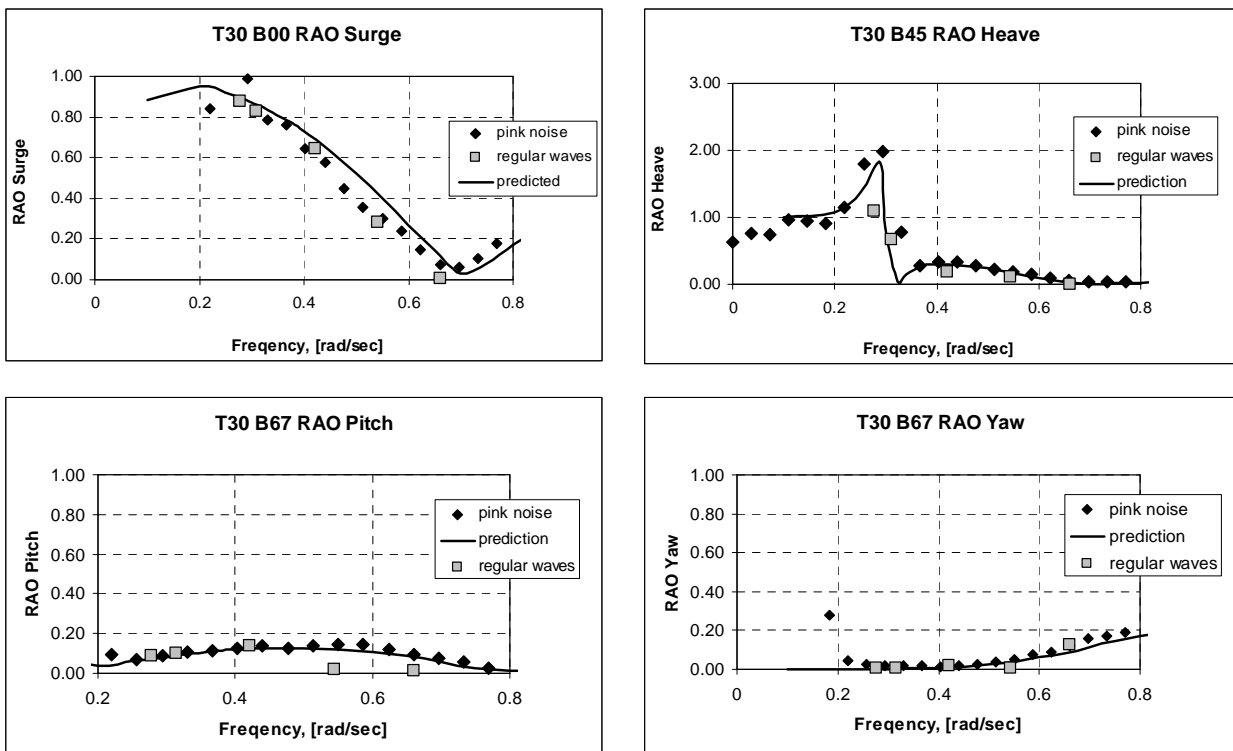 T30 B00 RAO Surge
RAO Surge
1.00
0.80
0.60
0.40
0.20
0.00
0
0.2
0.4
0.6
0.8
Freqency, [rad/sec]
pink noise
regular waves
predicted
T30 B45 RAO Heave
RAO Heave
3.00
2.00
1.00
0.00
0
0.2
0.4
0.6
0.8
Freqency, [rad/sec]
pink noise
regular waves
prediction
T30 B67 RAO Pitch
RAO Pitch
1.00
0.80
0.60
0.40
0.20
0.00
0.2
0.4
0.6
0.8
Freqency, [rad/sec]
pink noise
prediction
regular waves
T30 B67 RAO Yaw
RAO Yaw
1.00
0.80
0.60
0.40
0.20
0.00
0
0.2
0.4
0.6
0.8
Freqency, [rad/sec]
pink noise
prediction
regular waves